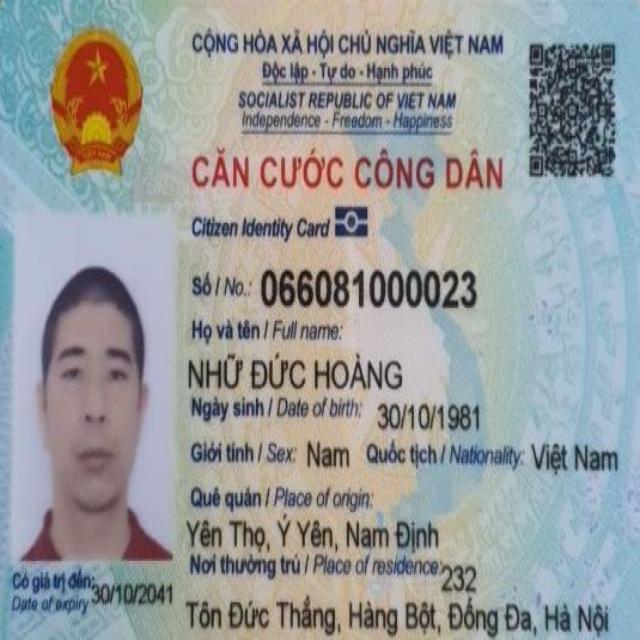 CỘNG HÒA XÃ HỘI CHỦ NGHĨA VIỆT NAM
Độc lập - Tự do - Hạnh phúc
SOCIALIST REPUBLIC OF VIET NAM
Independence - Freedom - Happiness
CĂN CƯỚC CÔNG DÂN
Citizen Identity Card
Số / No.: 066081000023
Họ và tên / Full name:
NHỮ ĐỨC HOÀNG
Ngày sinh / Date of birth: 30/10/1981
Giới tính / Sex: Nam Quốc tịch / Nationality: Việt Nam
Quê quán / Place of origin:
Yên Thọ, Ý Yên, Nam Định
Nơi thường trú / Place of residence: 232
Tôn Đức Thắng, Hàng Bột, Đống Đa, Hà Nội
Có giá trị đến: 30/10/2041
Date of expiry